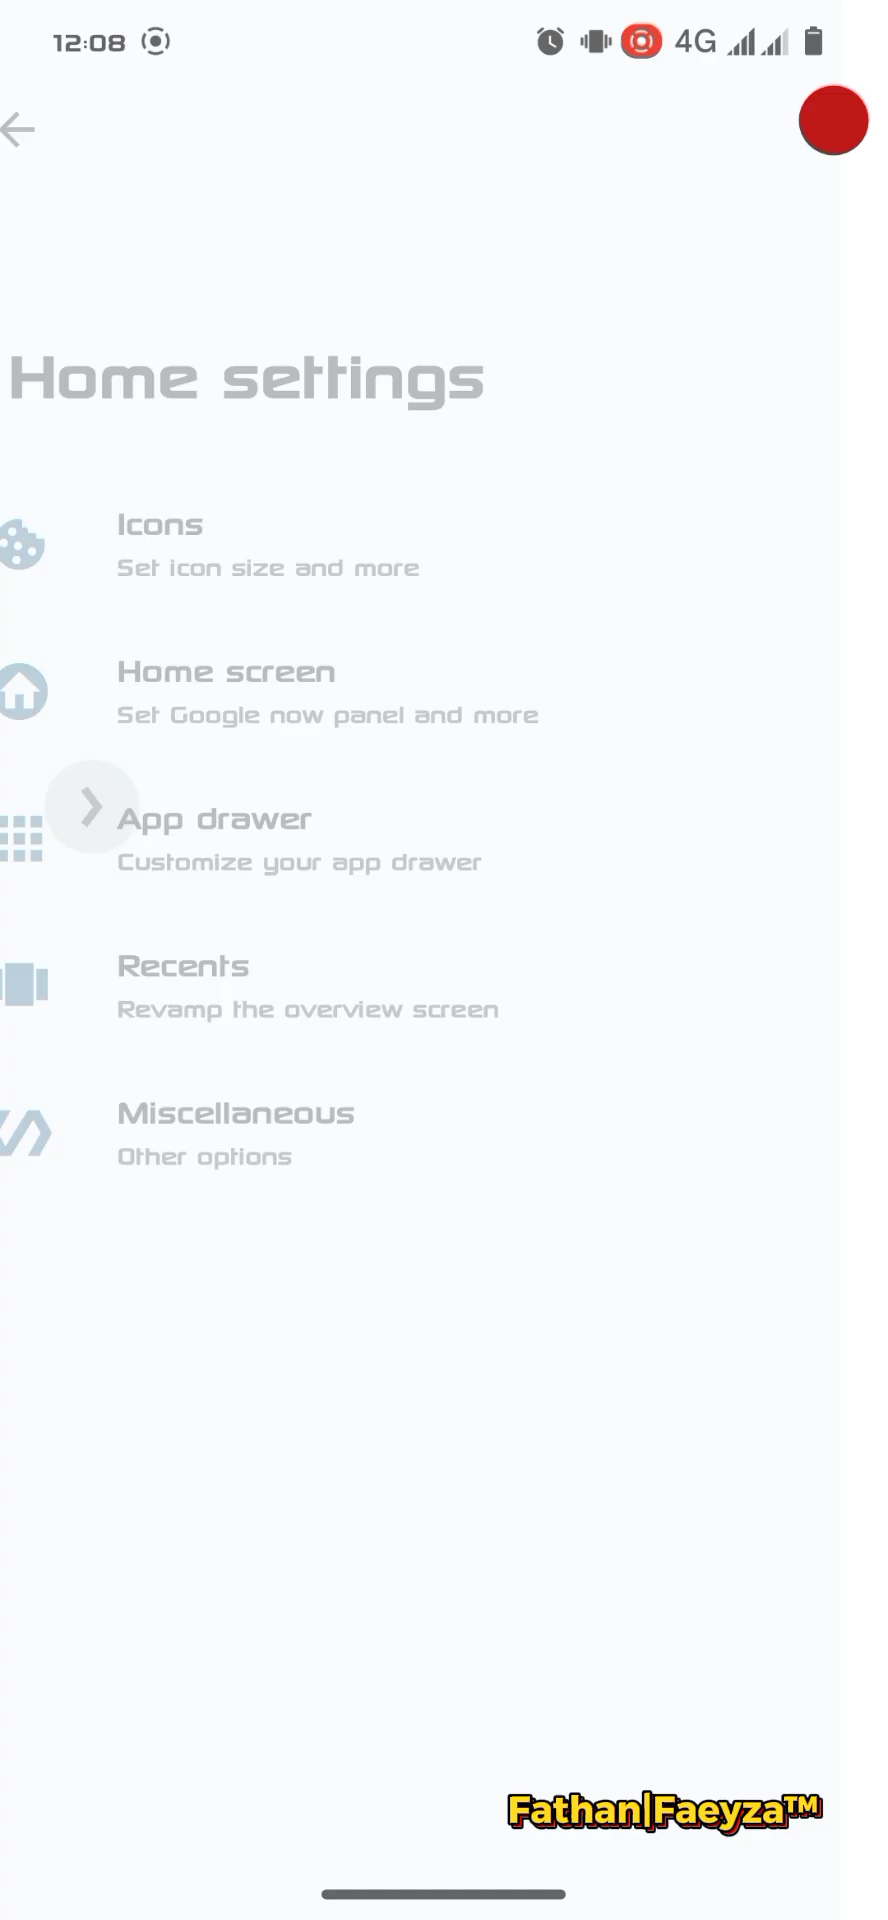 12:08
4G
Home settings
Icons
Set icon size and more
Home screen
Set Google now panel and more
App drawer
Customize your app drawer
Recents
Revamp the overview screen
Miscellaneous
Other options
Fathan|Faeyza™